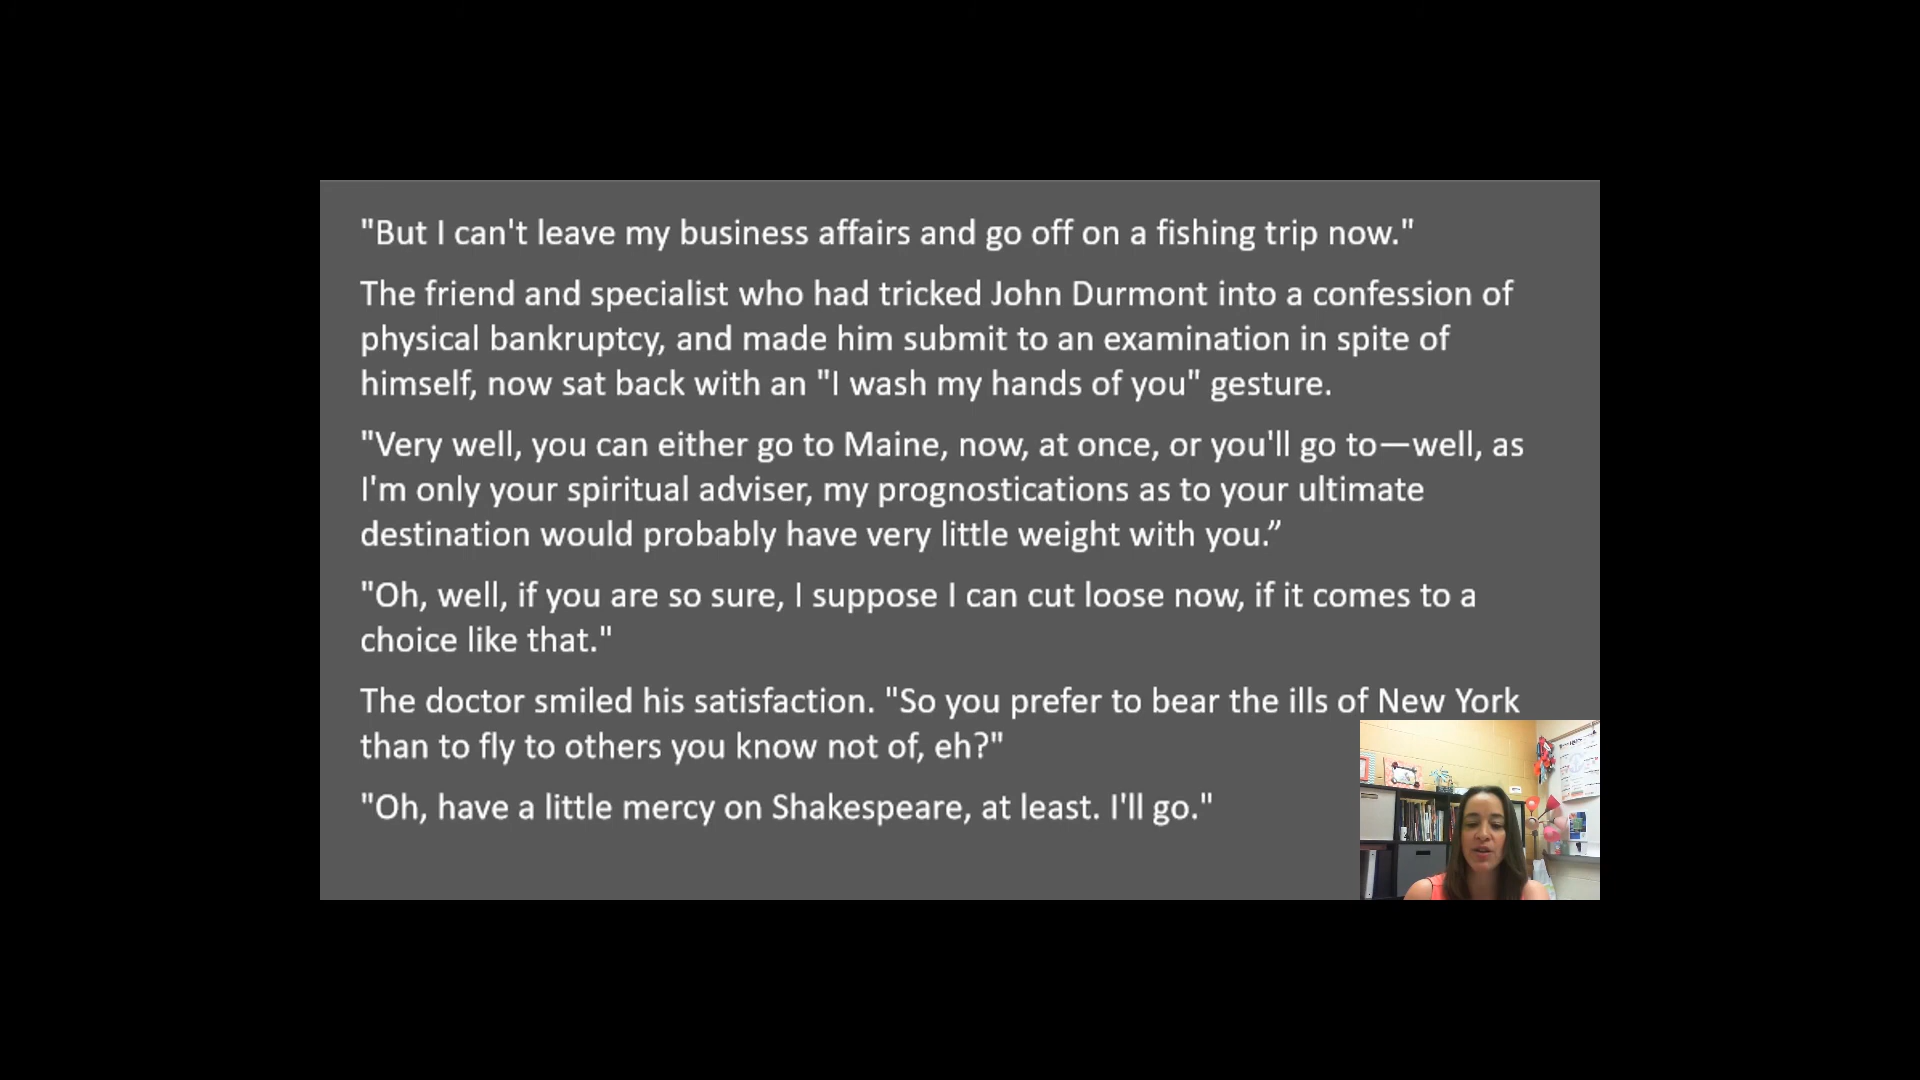 "But I can't leave my business affairs and go off on a fishing trip now."
The friend and specialist who had tricked John Durmont into a confession of
physical bankruptcy, and made him submit to an examination in spite of
himself, now sat back with an "I wash my hands of you" gesture.
"Very well, you can either go to Maine, now, at once, or you'll go to—well, as
I'm only your spiritual adviser, my prognostications as to your ultimate
destination would probably have very little weight with you.”
"Oh, well, if you are so sure, I suppose I can cut loose now, if it comes to a
choice like that."
The doctor smiled his satisfaction. "So you prefer to bear the ills of New York
than to fly to others you know not of, eh?"
"Oh, have a little mercy on Shakespeare, at least. I'll go."